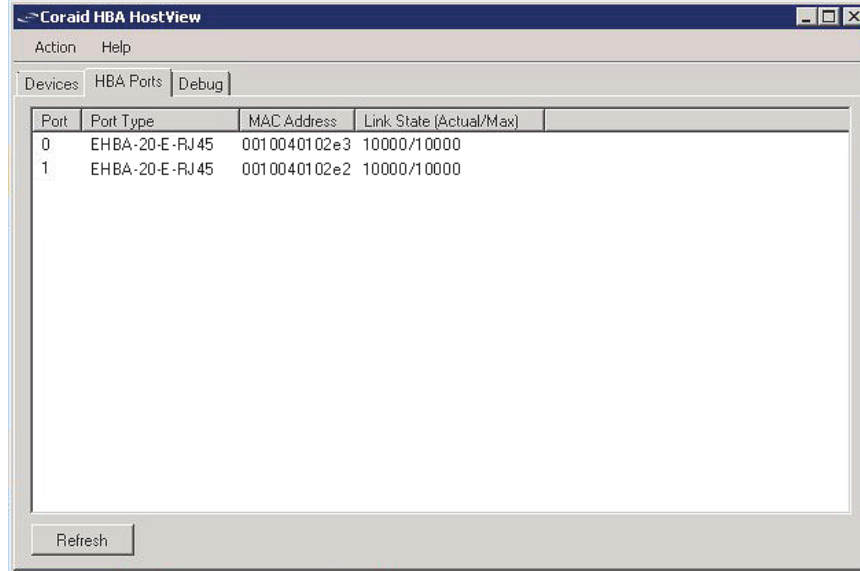 Coraid HBA HostView
Action Help
Devices HBA Ports Debug
Port Port Type MAC Address Link State (Actual/Max)
0 EHBA-20-E-RJ45 0010040102e3 10000/10000
1 EHBA-20-E-RJ45 0010040102e2 10000/10000
Refresh